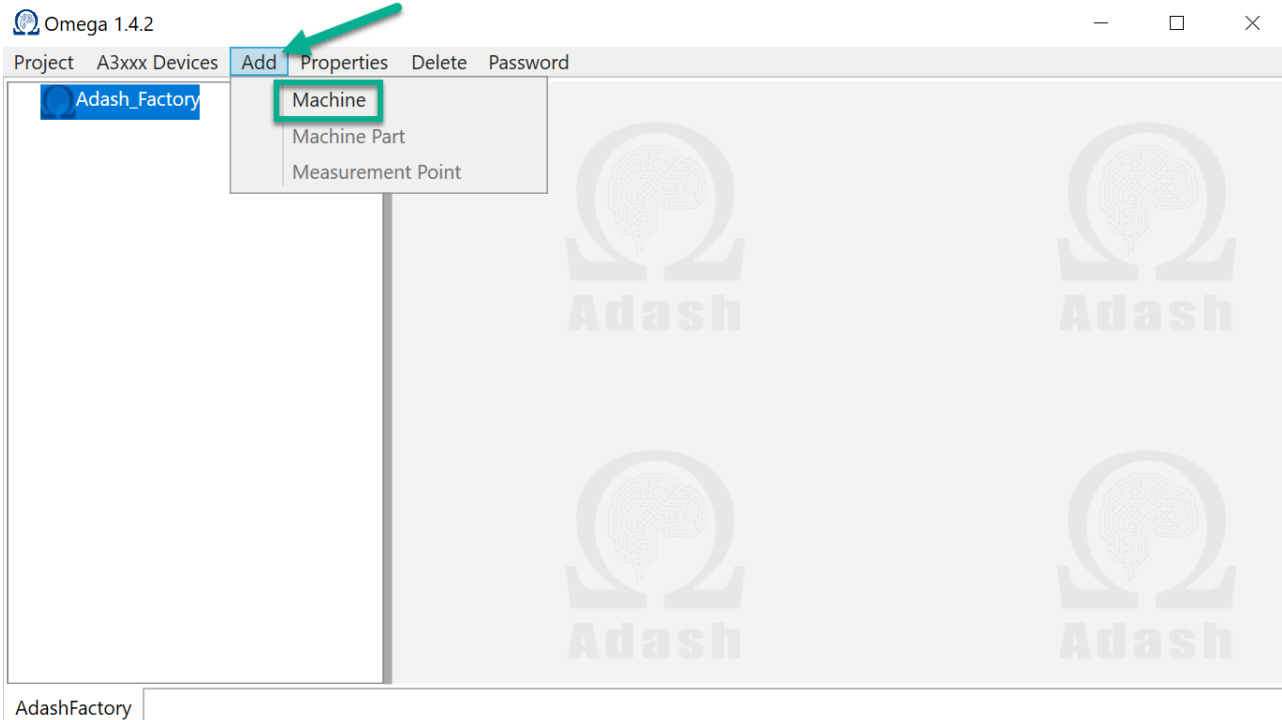 Omega 1.4.2
Project A3xxx Devices Add Properties Delete Password
Adash_Factory
Machine
Machine Part
Measurement Point
Adash Adash
Adash Adash
AdashFactory